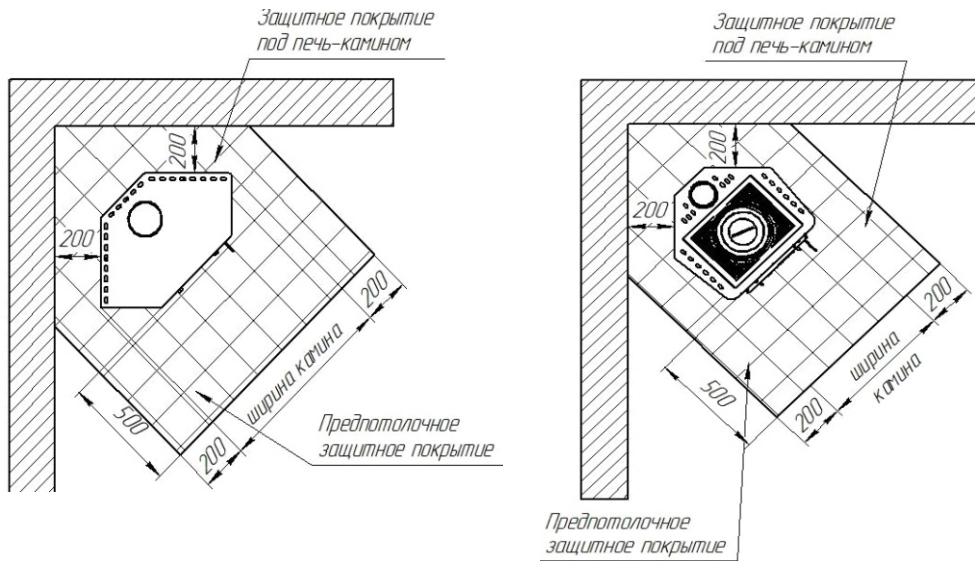 Защитное покрытие
под печь-камином
200
200
200
ширина камина
500
200
Предпотолочное
защитное покрытие
Защитное покрытие
под печь-камином
200
200
200
ширина
камина
500
200
Предпотолочное
защитное покрытие